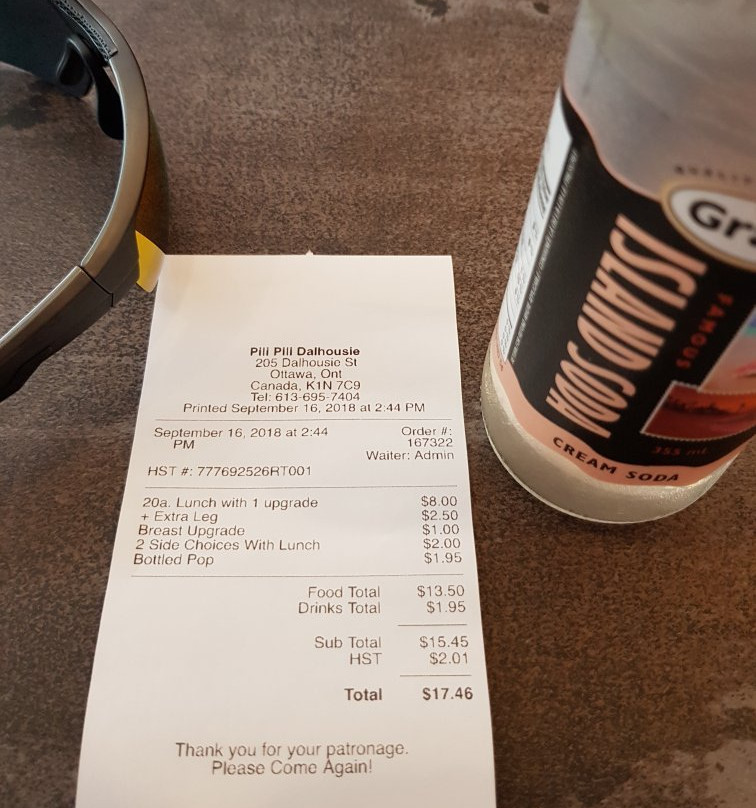 Pili Pili Dalhousie
205 Dalhousie St
Ottawa, Ont
Canada, K1N 7C9
Tel: 613-695-7404
Printed September 16, 2018 at 2:44 PM
September 16, 2018 at 2:44 Order #:
PM 167322
Waiter: Admin
HST #: 777692526RT001
20a. Lunch with 1 upgrade $8.00
+ Extra Leg $2.50
Breast Upgrade $1.00
2 Side Choices With Lunch $2.00
Bottled Pop $1.95
Food Total $13.50
Drinks Total $1.95
Sub Total $15.45
HST $2.01
Total $17.46
Thank you for your patronage.
Please Come Again!
Gra
FAMOUS
ISLAND SODA
355 ml
CREAM SODA